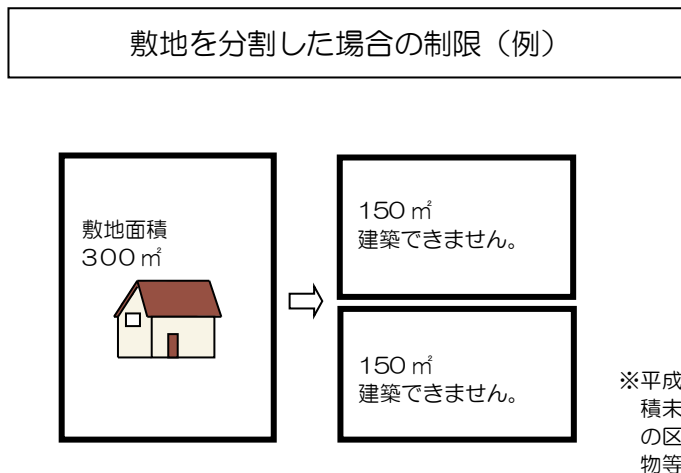 敷地を分割した場合の制限（例）
敷地面積
３００㎡
１５０㎡
建築できません。
１５０㎡
建築できません。
※平成
積未
の区
物等